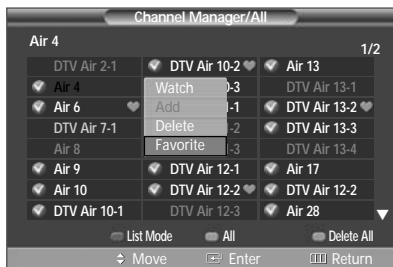 Channel Manager/All
Air 4
1/2
DTV Air 2-1 DTV Air 10-2 Air 13
Air 4 Watch 0-3 DTV Air 13-1
Air 6 Add 1-1 DTV Air 13-2
DTV Air 7-1 Delete -2 DTV Air 13-3
Air 8 Favorite -3 DTV Air 13-4
Air 9 DTV Air 12-1 Air 17
Air 10 DTV Air 12-2 DTV Air 12-2
DTV Air 10-1 DTV Air 12-3 Air 28
List Mode All Delete All
Move Enter Return